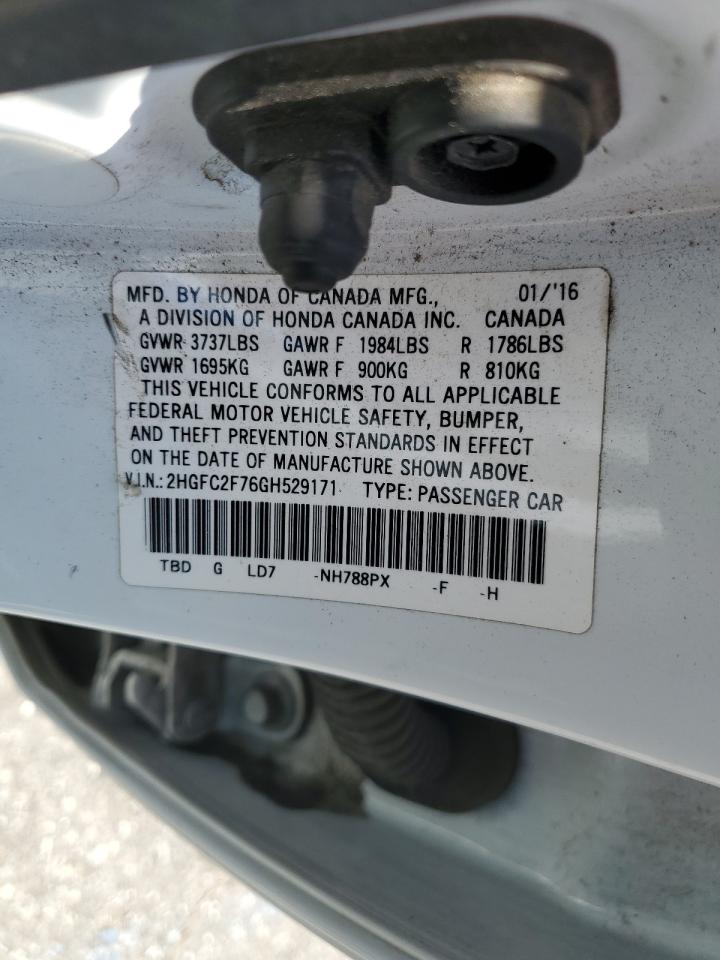 MFD. BY HONDA OF CANADA MFG., 01/'16
A DIVISION OF HONDA CANADA INC. CANADA
GVWR 3737LBS GAWR F 1984LBS R 1786LBS
GVWR 1695KG GAWR F 900KG R 810KG
THIS VEHICLE CONFORMS TO ALL APPLICABLE
FEDERAL MOTOR VEHICLE SAFETY, BUMPER,
AND THEFT PREVENTION STANDARDS IN EFFECT
ON THE DATE OF MANUFACTURE SHOWN ABOVE.
V.I.N.: 2HGFC2F76GH529171 TYPE: PASSENGER CAR
TBD G LD7 -NH788PX -F -H